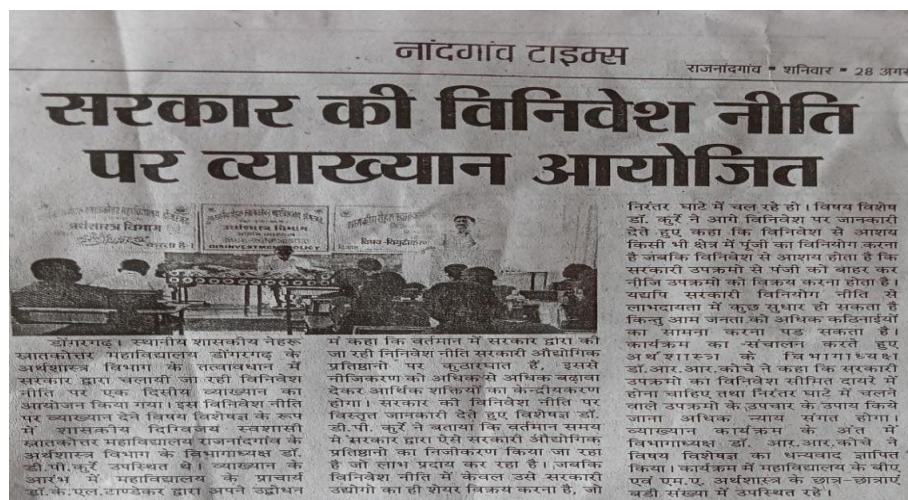 नांदगांव टाइम्स
राजनांदगांव • शनिवार • 28 अगस
सरकार की विनिवेश नीति
पर व्याख्यान आयोजित
अर्थशास्त्र विभाग
डोंगरगढ़। स्थानीय शासकीय नेहरू
स्नातकोत्तर महाविद्यालय डोंगरगढ़ के
अर्थशास्त्र विभाग के तत्वावधान में
सरकार द्वारा चलायी जा रही विनिवेश
नीति पर एक दिवसीय व्याख्यान का
आयोजन किया गया। इस विनिवेश नीति
पर व्याख्यान देने विषय विशेषज्ञ के रूप
में शासकीय दिग्विजय स्वशासी
स्नातकोत्तर महाविद्यालय राजनांदगांव के
अर्थशास्त्र विभाग के विभागाध्यक्ष डॉ.
डी.पी.कुर्रे उपस्थित थे। व्याख्यान के
आरंभ में महाविद्यालय के प्राचार्य
डॉ.के.एल.टाण्डेकर द्वारा अपने उद्बोधन
में कहा कि वर्तमान में सरकार द्वारा की
जा रही निनिवेश नीति सरकारी औद्योगिक
प्रतिष्ठानो पर कुठारघात हैं, इससे
नीजिकरण को अधिक से अधिक बढ़ावा
देकर आर्थिक शक्तियों का केन्द्रीयकरण
होगा। सरकार की विनिवेश नीति पर
विस्तृत जानकारी देते हुए विशेषज्ञ डॉ.
डी.पी. कुर्रे ने बताया कि वर्तमान समय
में सरकार द्वारा ऐसे सरकारी औद्योगिक
प्रतिष्ठानो का निजीकरण किया जा रहा
है जो लाभ प्रदाय कर रहा है। जबकि
विनिवेश नीति में केवल उसे सरकारी
उद्योगो का ही शेयर विक्रय करना है, जो
निरंतर घाटे में चल रहे हो। विषय विशेष
डॉ. कुर्रे ने आगे विनिवेश पर जानकारी
देते हुए कहा कि विनिवेश से आशय
किसी भी क्षेत्र में पूंजी का विनियोग करना
है जबकि विनिवेश से आशय होता है कि
सरकारी उपक्रमो से पंजी को बाहर कर
नीजि उपक्रमो को विक्रय करना होता है।
यद्यपि सरकारी विनियोग नीति से
लाभदायता में कुछ सुधार हो सकता है
किन्तु आम जनता को अधिक कठिनाईयों
का सामना करना पड सकता है।
कार्यक्रम का संचालन करते हुए
अर्थशास्त्र के विभागाध्यक्ष
डॉ.आर.आर.कोचे ने कहा कि सरकारी
उपक्रमो का विनिवेश सीमित दायरे में
होना चाहिए तथा निरंतर घाटे में चलने
वाले उपक्रमो के उपचार के उपाय किये
जाना अधिक न्याय संगत होगा।
व्याख्यान कार्यक्रम के अंत में
विभागाध्यक्ष डॉ. आर.आर.कोचे ने
विषय विशेषज्ञ का धन्यवाद ज्ञापित
किया। कार्यक्रम में महाविद्यालय के बीए
एवं एम.ए. अर्थशास्त्र के छात्र-छात्राएं
बडी संख्या में उपस्थित रहे।